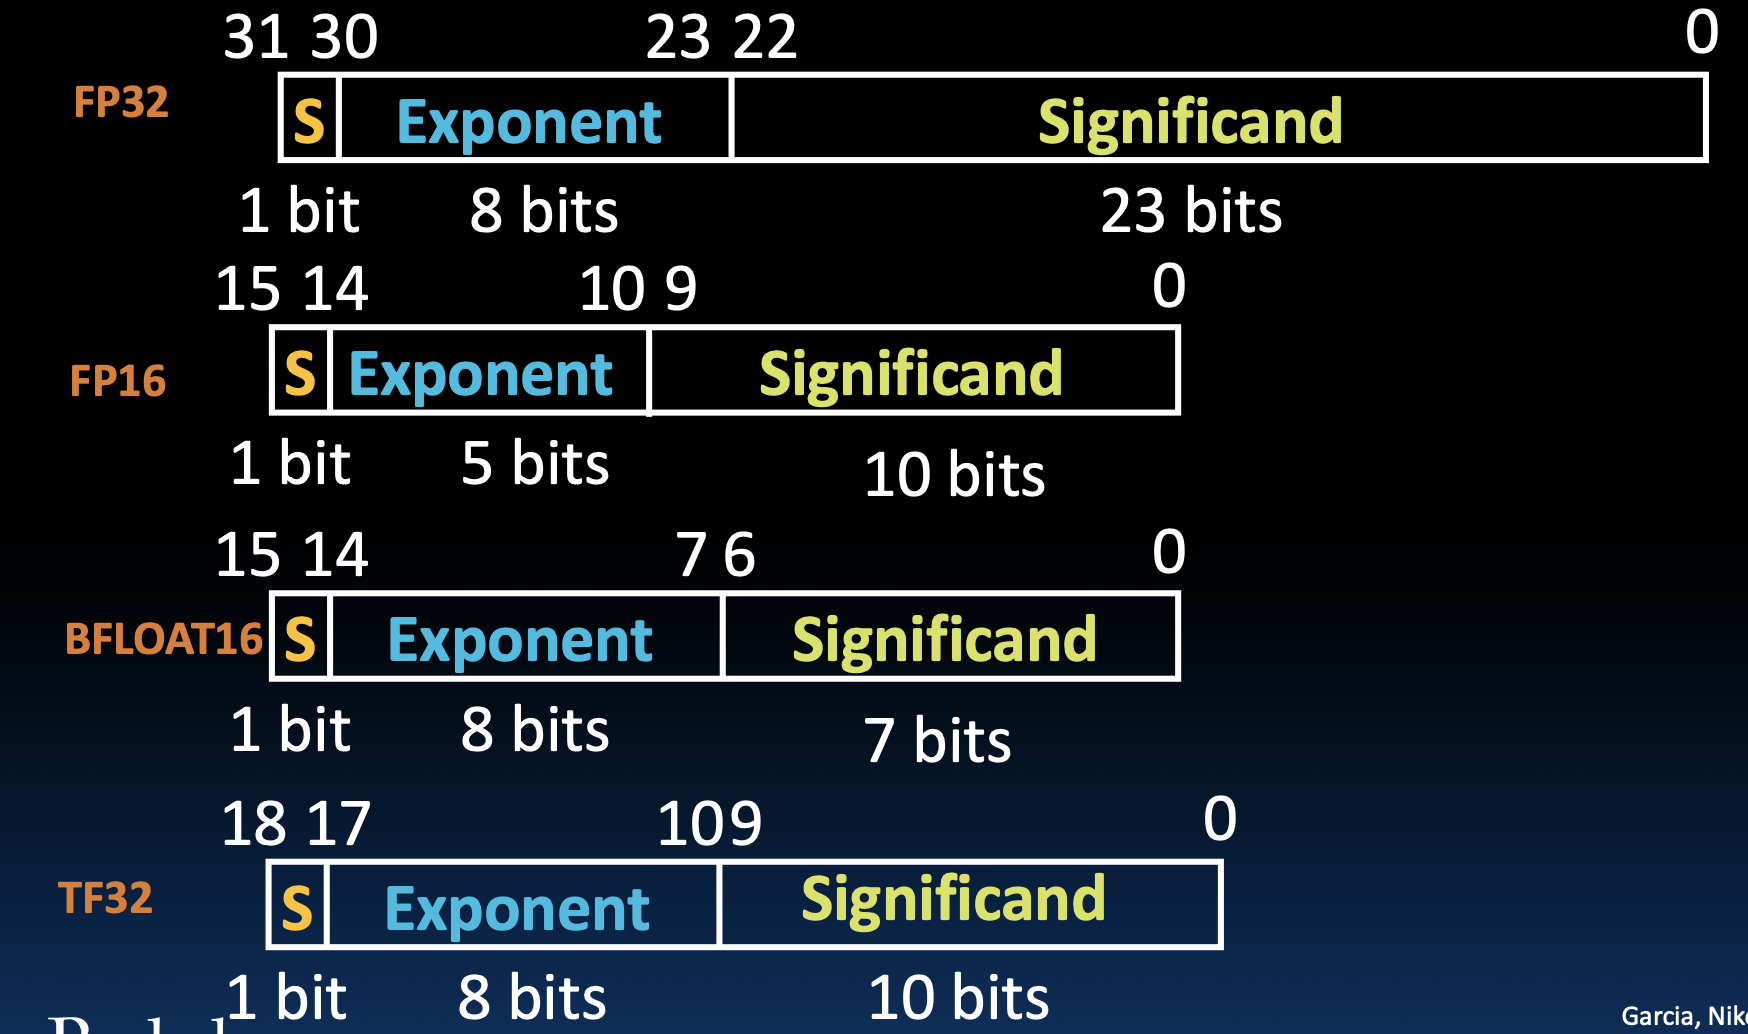 31 30 23 22 0
FP32 S Exponent Significand
1 bit 8 bits 23 bits
15 14 10 9 0
FP16 S Exponent Significand
1 bit 5 bits 10 bits
15 14 7 6 0
BFLOAT16 S Exponent Significand
1 bit 8 bits 7 bits
18 17 10 9 0
TF32 S Exponent Significand
1 bit 8 bits 10 bits
Garcia,